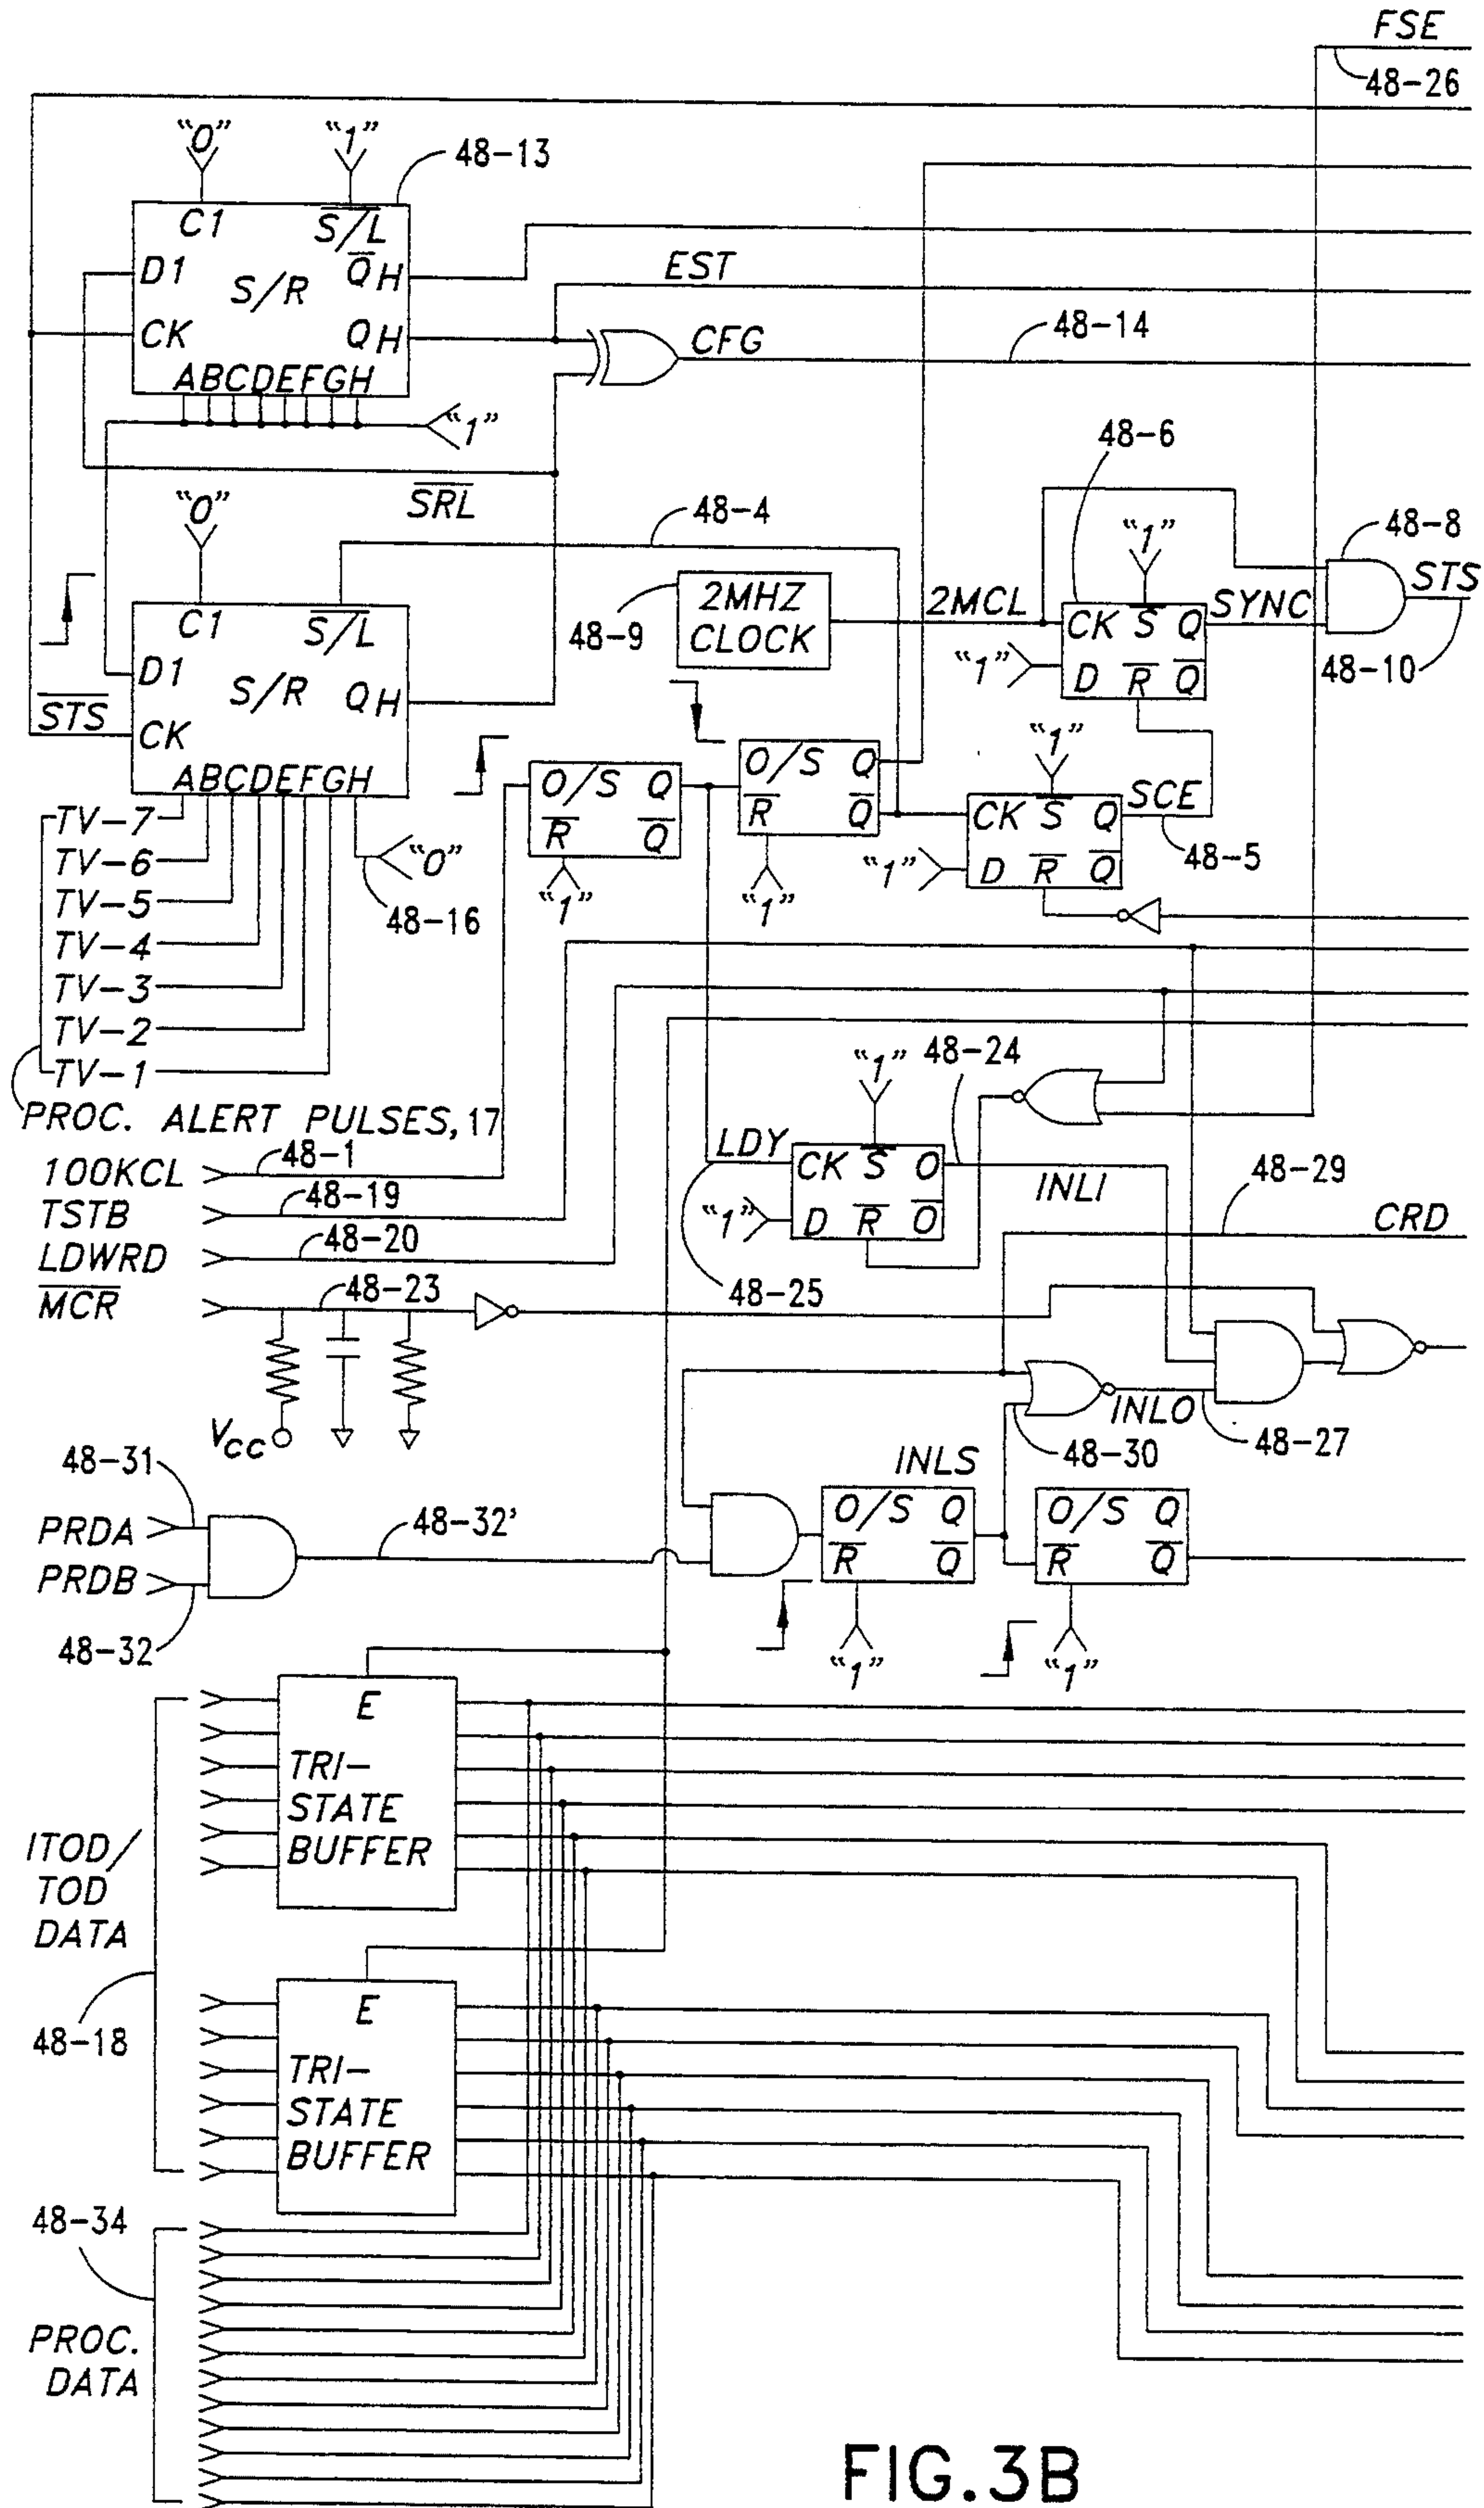 FSE
48-26
“0”
“1”
48-13
C1
S/L
D1
S/R
Q̅H
CK
QH
ABCDEFGH
“1”
EST
CFG
48-14
S̅R̅L̅
“0”
C1
S̅/̅L̅
D1
S/R
QH
S̅T̅S̅
CK
ABCDEFGH
48-4
48-9
2MHZ
CLOCK
2MCL
48-6
“1”
CK S̅ Q
“1”
D R̅ Q̅
SYNC
48-8
STS
48-10
TV-7
TV-6
TV-5
TV-4
TV-3
TV-2
TV-1
“0”
48-16
O/S Q
R̅ Q̅
“1”
O/S Q
R̅ Q̅
“1”
“1”
CK S̅ Q
“1”
D R̅ Q̅
SCE
48-5
PROC. ALERT PULSES, 17
100KCL
48-1
TSTB
48-19
LDWRD
48-20
M̅C̅R̅
48-23
VCC
“1”
48-24
LDY
CK S̅ O
“1”
D R̅ O̅
48-25
INLI
48-29
CRD
INLO
48-30
48-27
48-31
PRDA
PRDB
48-32
48-32’
INLS
O/S Q
R̅ Q̅
“1”
O/S Q
R̅ Q̅
“1”
E
TRI-
STATE
BUFFER
ITOD/
TOD
DATA
48-18
E
TRI-
STATE
BUFFER
48-34
PROC.
DATA
FIG.3B